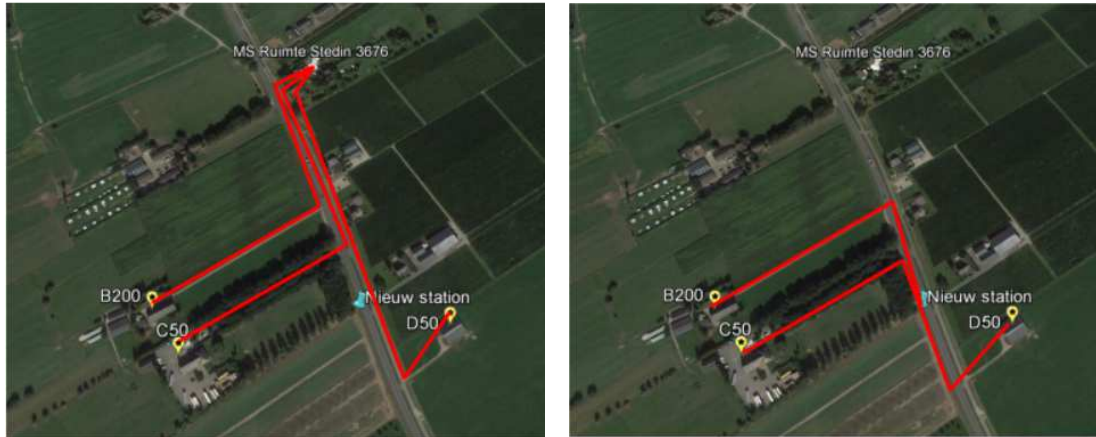 MS Ruimte Stedin 3676
B200
Nieuw station
C50
D50
MS Ruimte Stedin 3676
B200
Nieuw station
C50
D50